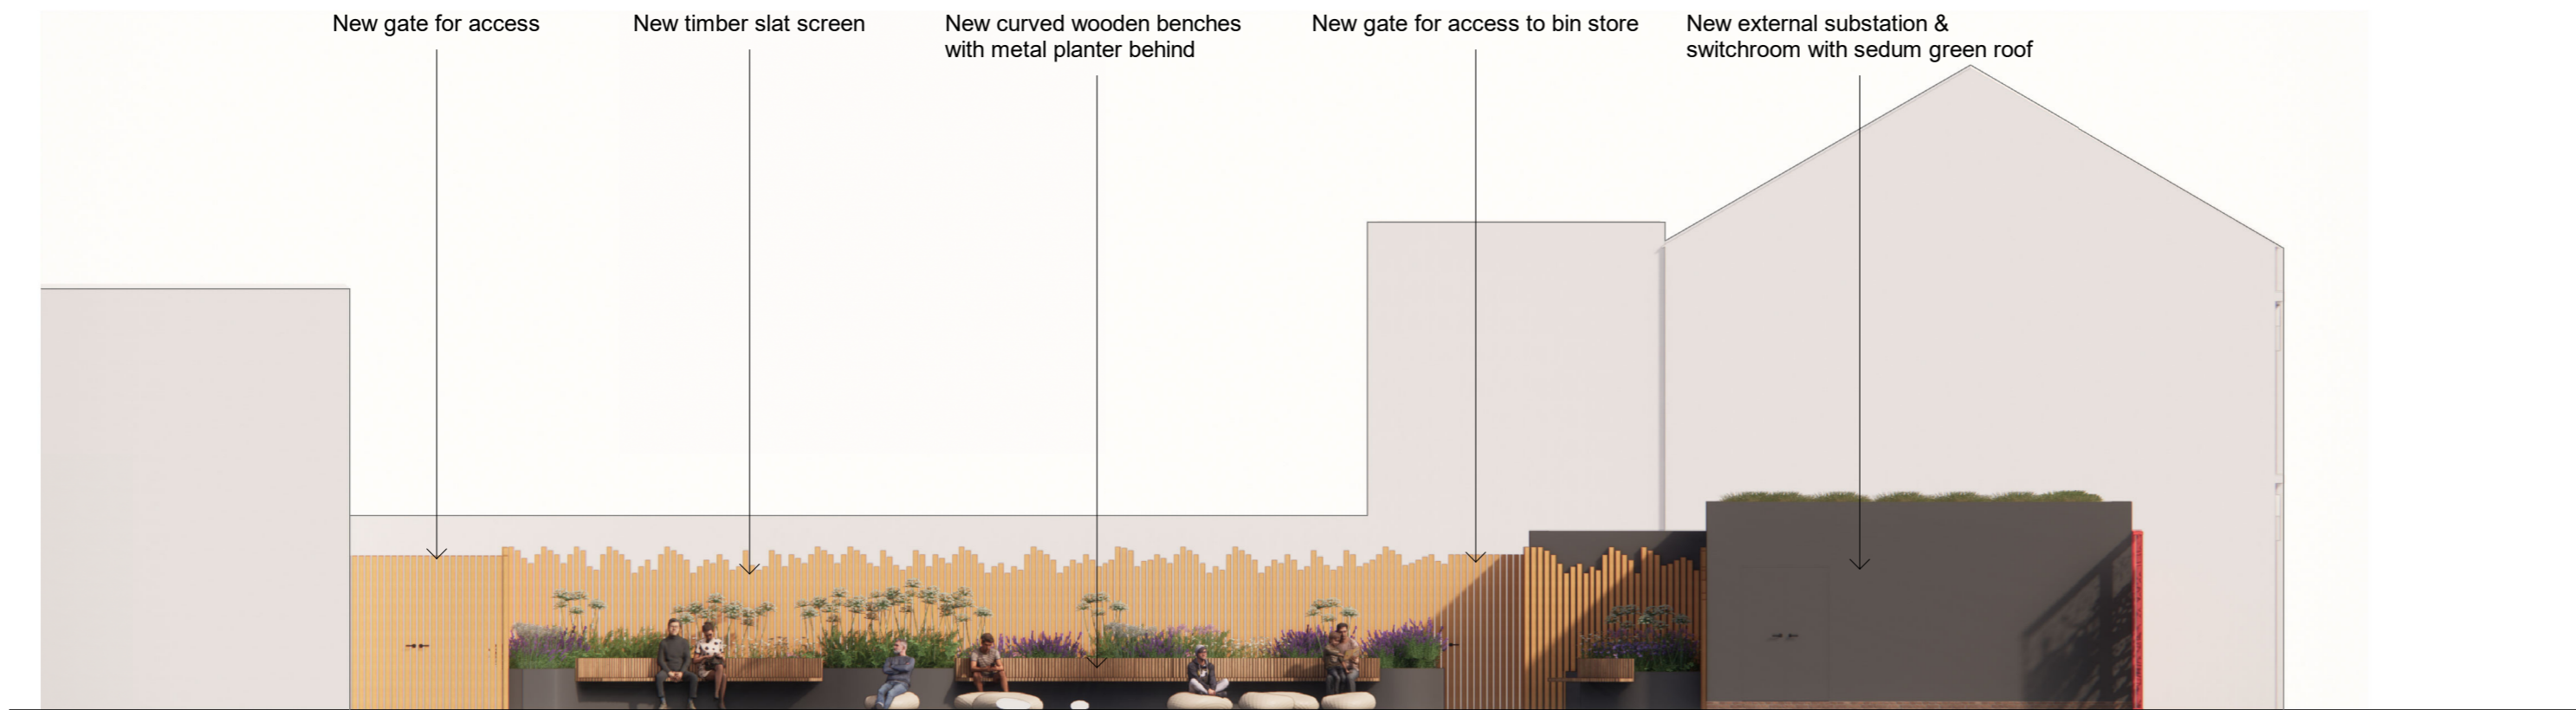 New gate for access
New timber slat screen
New curved wooden benches
with metal planter behind
New gate for access to bin store
New external substation &
switchroom with sedum green roof